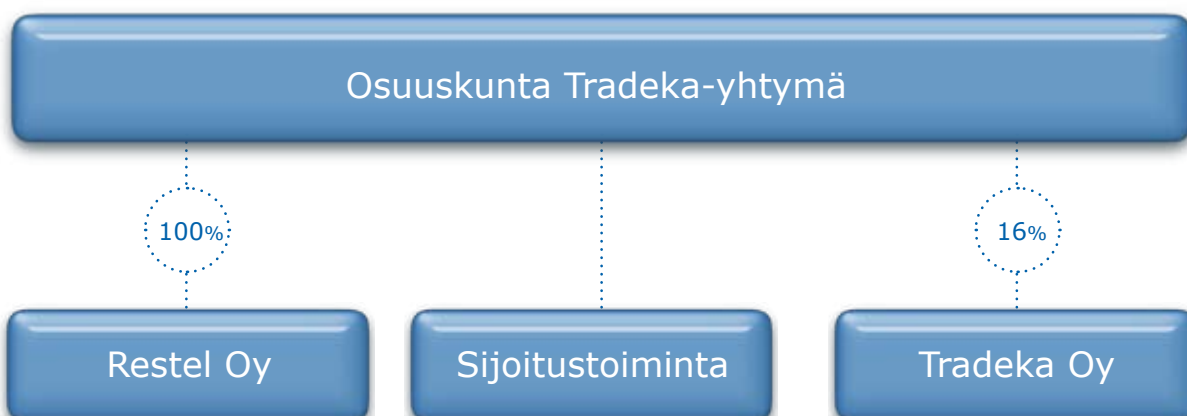 Osuuskunta Tradeka-yhtymä
100%
16%
Restel Oy
Sijoitustoiminta
Tradeka Oy